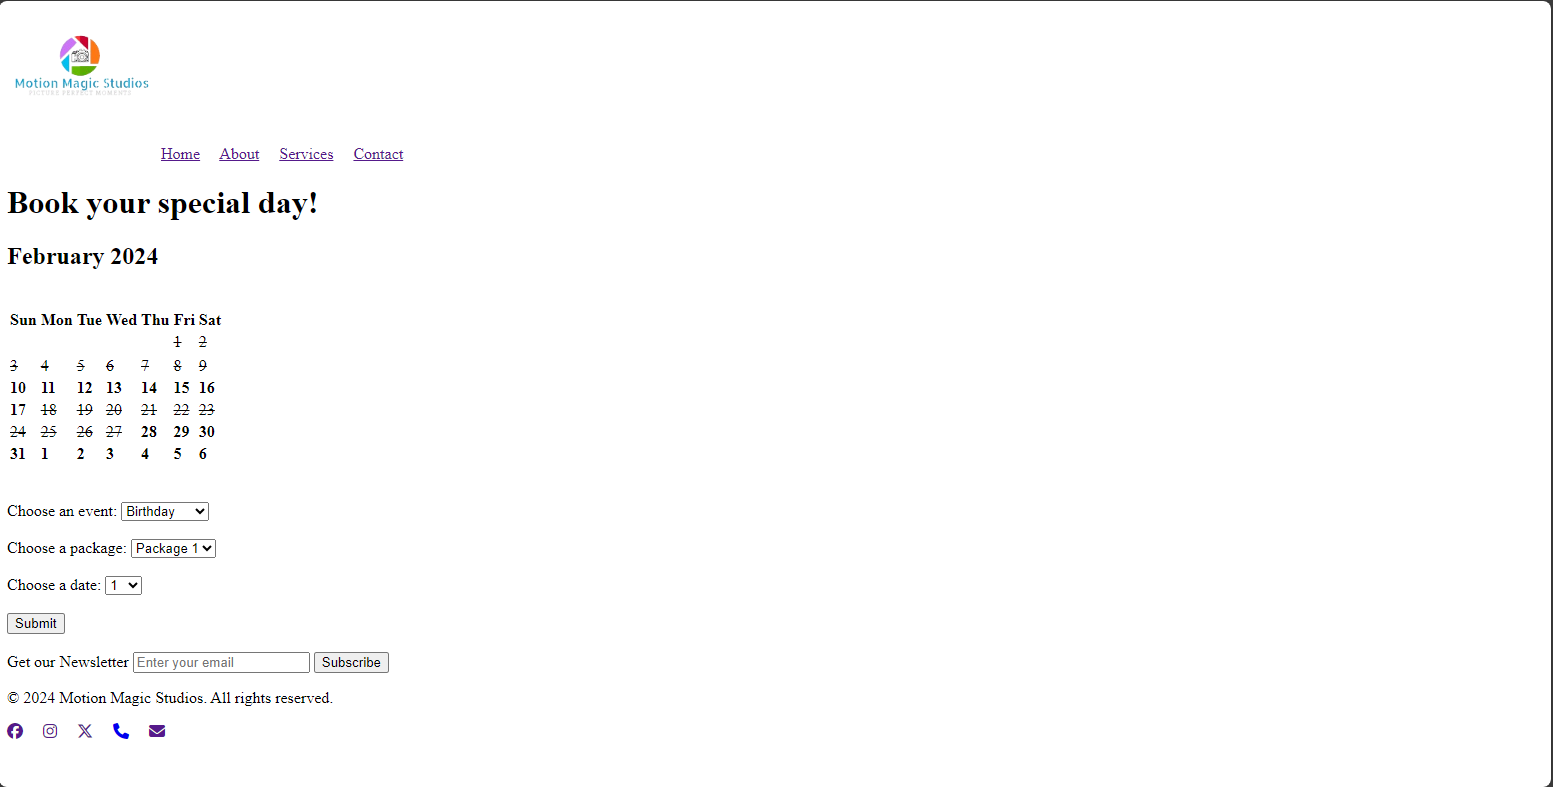 Motion Magic Studios
PICTURE PERFECT MOMENTS
Home About Services Contact
Book your special day!
February 2024
Sun Mon Tue Wed Thu Fri Sat
1 2
3 4 5 6 7 8 9
10 11 12 13 14 15 16
17 18 19 20 21 22 23
24 25 26 27 28 29 30
31 1 2 3 4 5 6
Choose an event: Birthday
Choose a package: Package 1
Choose a date: 1
Submit
Get our Newsletter Enter your email Subscribe
© 2024 Motion Magic Studios. All rights reserved.